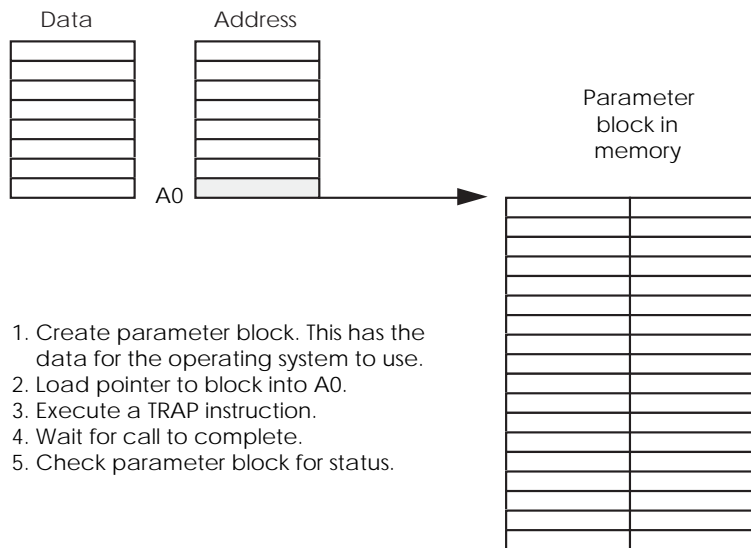 Data
Address
Parameter
block in
memory
A0
1. Create parameter block. This has the
data for the operating system to use.
2. Load pointer to block into A0.
3. Execute a TRAP instruction.
4. Wait for call to complete.
5. Check parameter block for status.